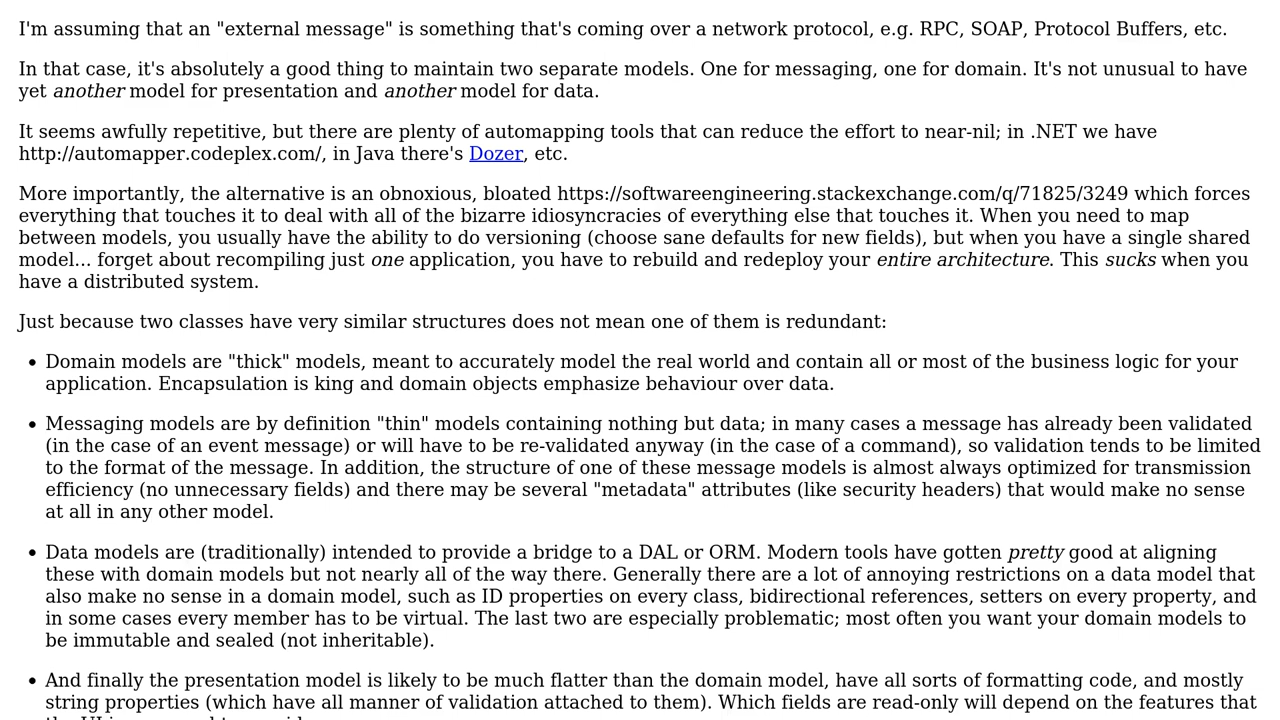 I'm assuming that an "external message" is something that's coming over a network protocol, e.g. RPC, SOAP, Protocol Buffers, etc.
In that case, it's absolutely a good thing to maintain two separate models. One for messaging, one for domain. It's not unusual to have
yet another model for presentation and another model for data.
It seems awfully repetitive, but there are plenty of automapping tools that can reduce the effort to near-nil; in .NET we have
http://automapper.codeplex.com/, in Java there's Dozer, etc.
More importantly, the alternative is an obnoxious, bloated https://softwareengineering.stackexchange.com/q/71825/3249 which forces
everything that touches it to deal with all of the bizarre idiosyncracies of everything else that touches it. When you need to map
between models, you usually have the ability to do versioning (choose sane defaults for new fields), but when you have a single shared
model... forget about recompiling just one application, you have to rebuild and redeploy your entire architecture. This sucks when you
have a distributed system.
Just because two classes have very similar structures does not mean one of them is redundant:
• Domain models are "thick" models, meant to accurately model the real world and contain all or most of the business logic for your
application. Encapsulation is king and domain objects emphasize behaviour over data.
• Messaging models are by definition "thin" models containing nothing but data; in many cases a message has already been validated
(in the case of an event message) or will have to be re-validated anyway (in the case of a command), so validation tends to be limited
to the format of the message. In addition, the structure of one of these message models is almost always optimized for transmission
efficiency (no unnecessary fields) and there may be several "metadata" attributes (like security headers) that would make no sense
at all in any other model.
• Data models are (traditionally) intended to provide a bridge to a DAL or ORM. Modern tools have gotten pretty good at aligning
these with domain models but not nearly all of the way there. Generally there are a lot of annoying restrictions on a data model that
also make no sense in a domain model, such as ID properties on every class, bidirectional references, setters on every property, and
in some cases every member has to be virtual. The last two are especially problematic; most often you want your domain models to
be immutable and sealed (not inheritable).
• And finally the presentation model is likely to be much flatter than the domain model, have all sorts of formatting code, and mostly
string properties (which have all manner of validation attached to them). Which fields are read-only will depend on the features that